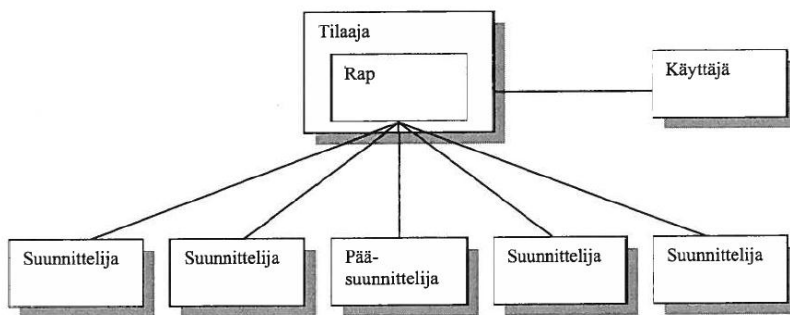 Tilaaja
Rap
Käyttäjä
Suunnittelija
Suunnittelija
Pää-
suunnittelija
Suunnittelija
Suunnittelija